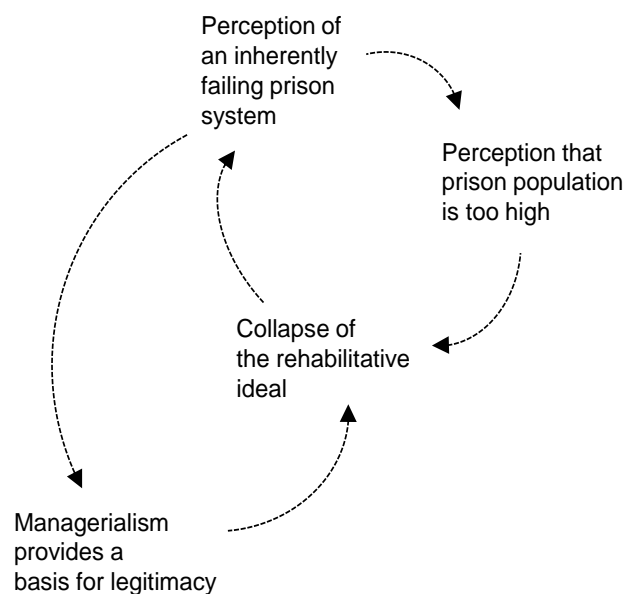 Perception of
an inherently
failing prison
system
Perception that
prison population
is too high
Collapse of
the rehabilitative
ideal
Managerialism
provides a
basis for legitimacy